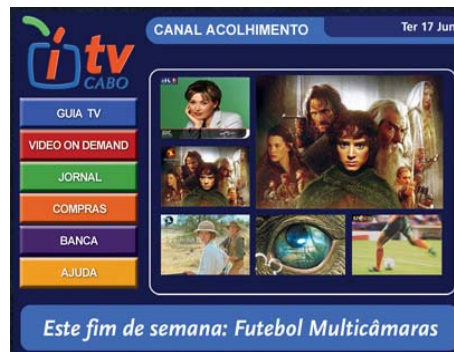 itv
CABO
CANAL ACOLHIMENTO
Ter 17 Jun
GUIA TV
VIDEO ON DEMAND
JORNAL
COMPRAS
BANCA
AJUDA
Este fim de semana: Futebol Multicâmaras